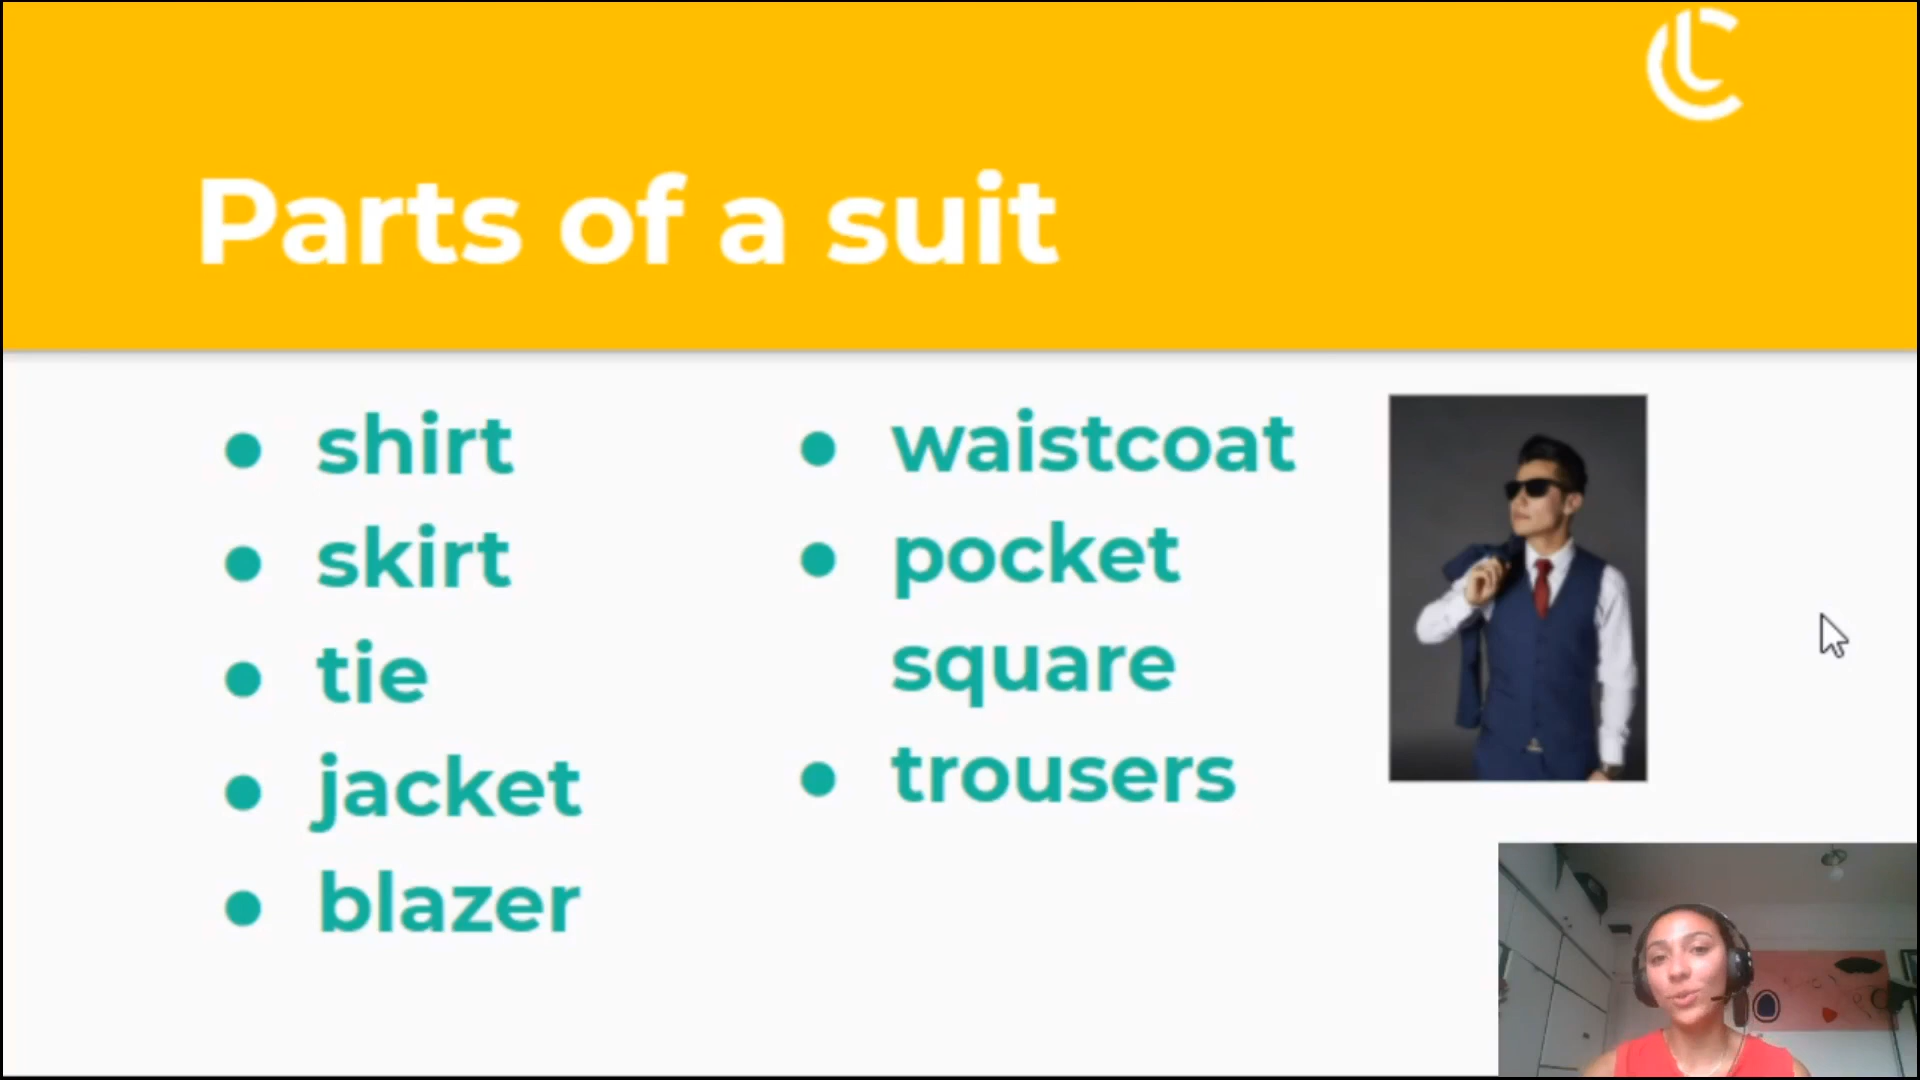 Parts of a suit
shirt
skirt
tie
jacket
blazer
waistcoat
pocket
square
trousers